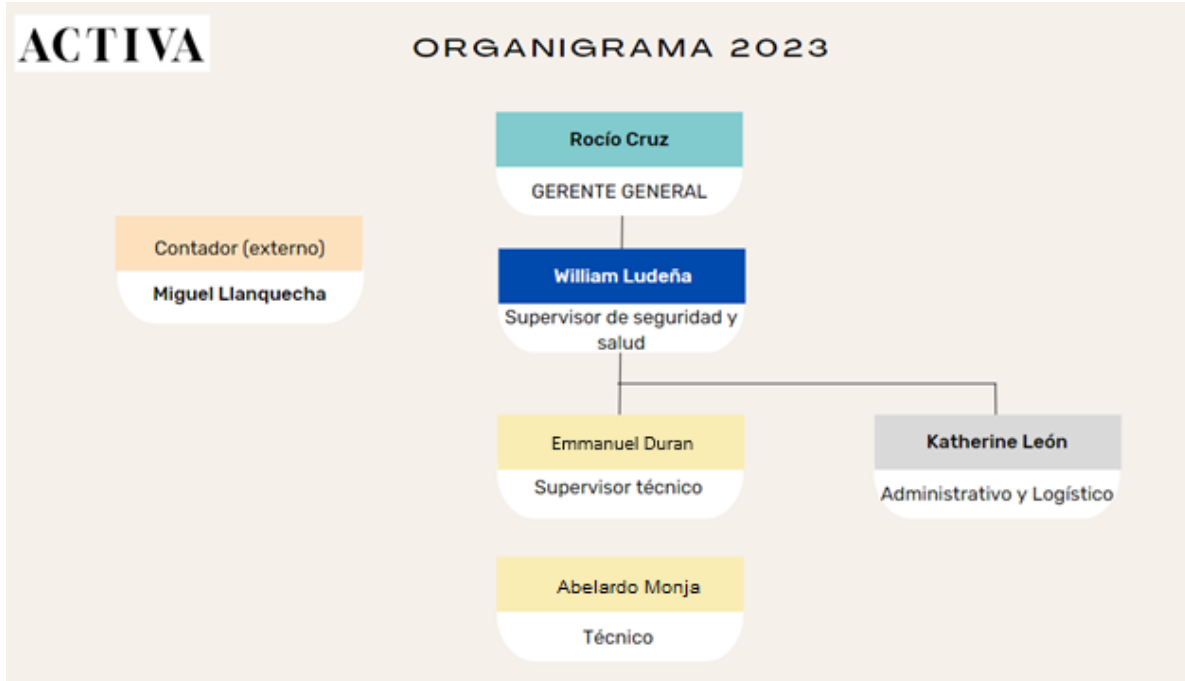 ACTIVA
ORGANIGRAMA 2023
Rocío Cruz
GERENTE GENERAL
Contador (externo)
Miguel Llanquecha
William Ludeña
Supervisor de seguridad y
salud
Emmanuel Duran
Supervisor técnico
Katherine León
Administrativo y Logístico
Abelardo Monja
Técnico